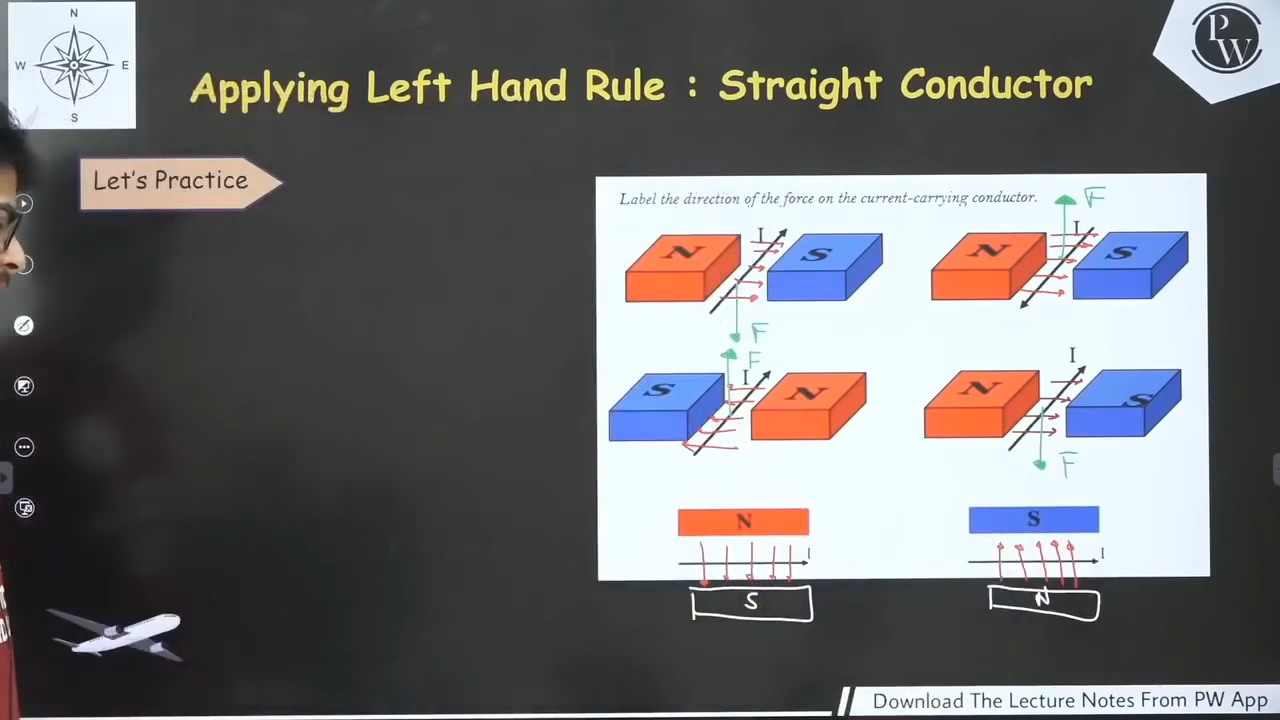 N
W E
S
PW
Applying Left Hand Rule : Straight Conductor
Let's Practice
Label the direction of the force on the current-carrying conductor.
F
I
N S
I
N S
F
F
I
S N
I
N S
F
N
I
S
S
I
N
Download The Lecture Notes From PW App